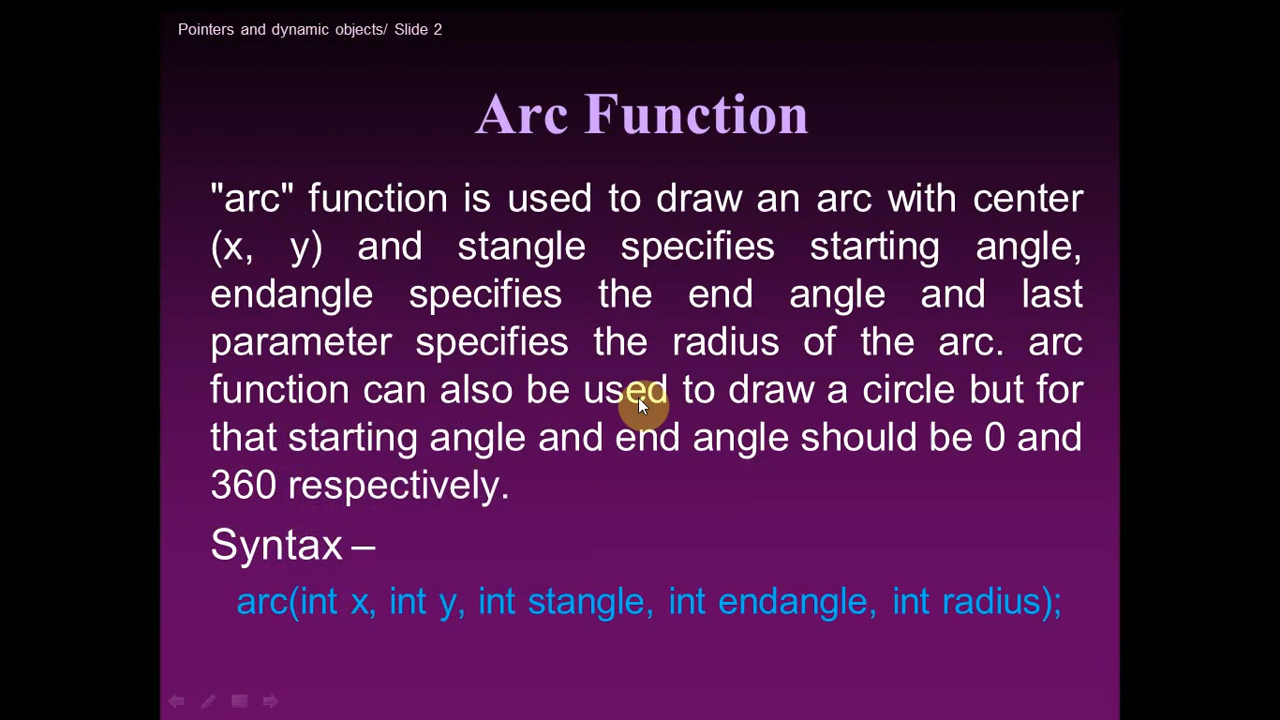 Pointers and dynamic objects/ Slide 2
Arc Function
"arc" function is used to draw an arc with center
(x, y) and stangle specifies starting angle,
endangle specifies the end angle and last
parameter specifies the radius of the arc. arc
function can also be used to draw a circle but for
that starting angle and end angle should be 0 and
360 respectively.
Syntax –
arc(int x, int y, int stangle, int endangle, int radius);